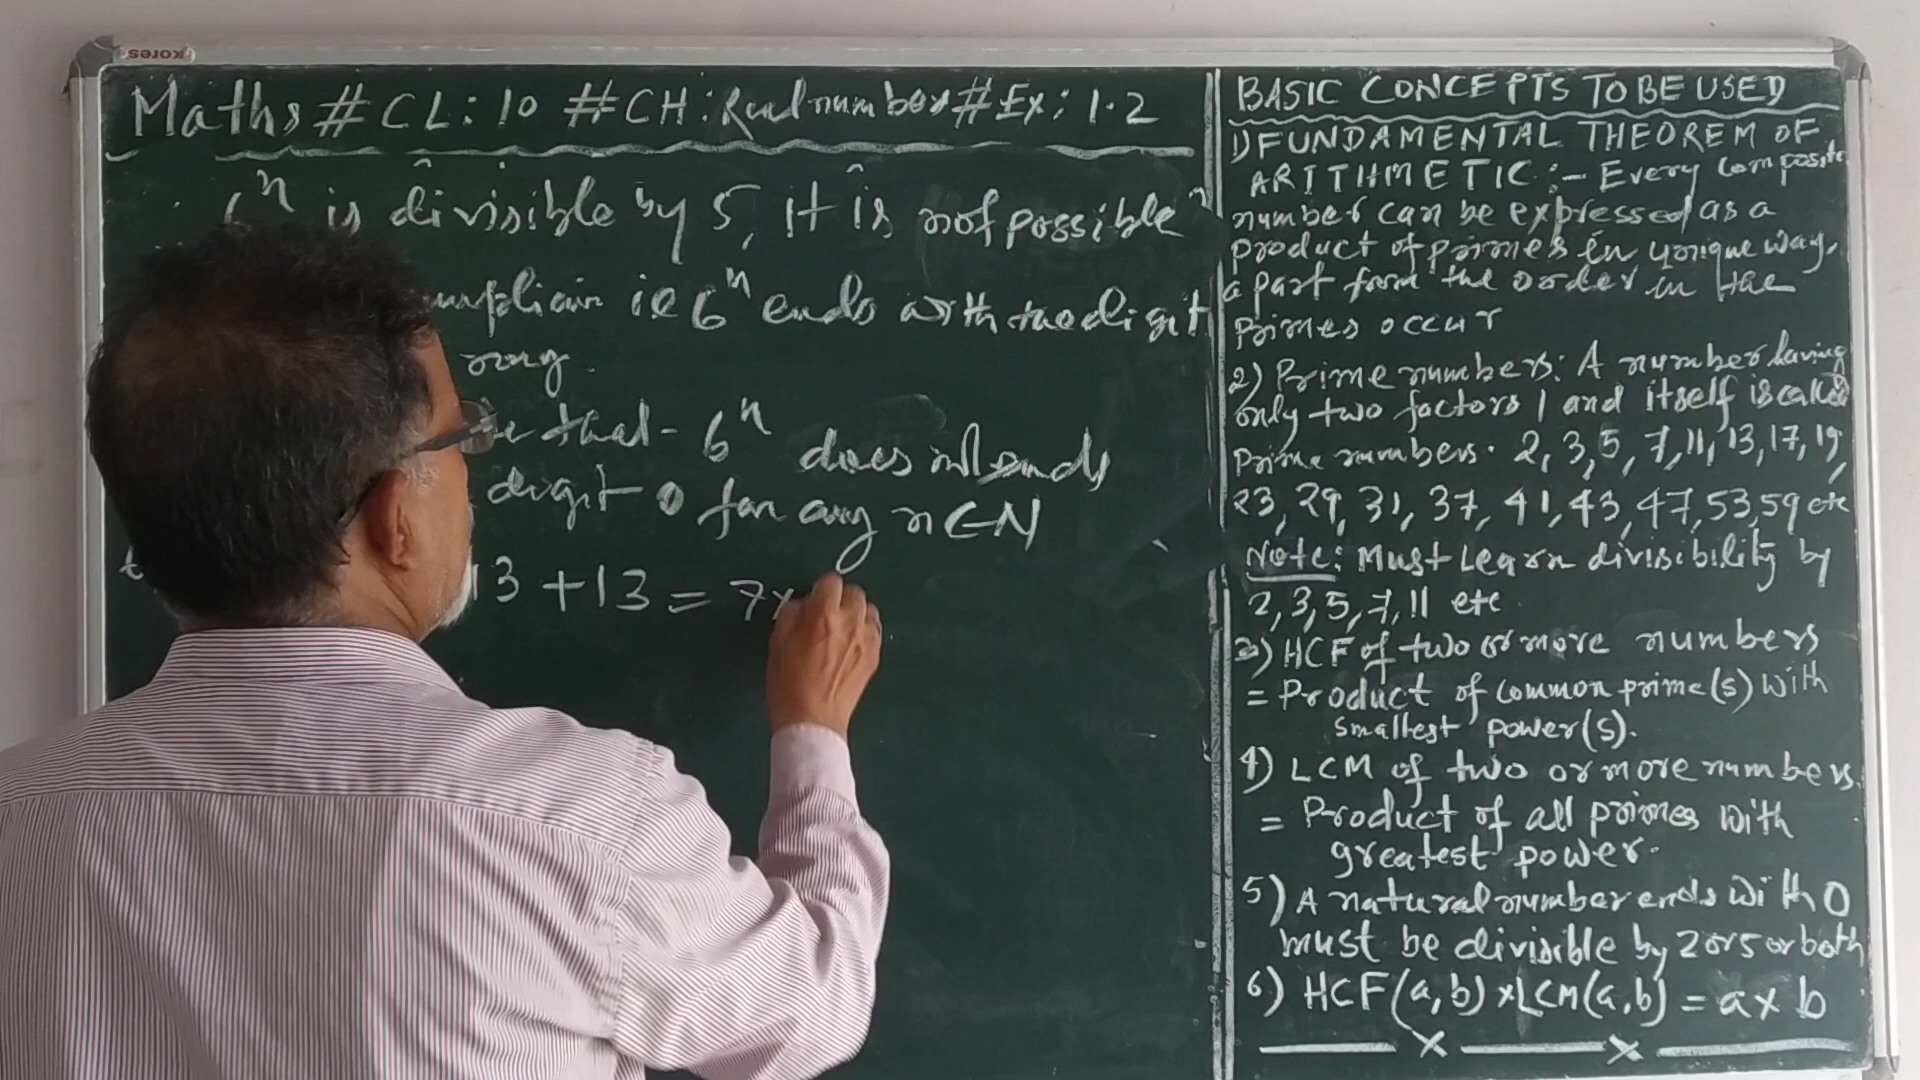 kores
Maths # CL: 10 # CH: Real numbers # Ex: 1.2
6ⁿ is divisible by 5, it is not possible
ie 6ⁿ ends with the digit
that 6ⁿ does not ends
digit 0 for any n ∈ N
13 + 13 = 7x
BASIC CONCEPTS TO BE USED
1) FUNDAMENTAL THEOREM OF
ARITHMETIC :- Every composite
number can be expressed as a
product of primes in unique way,
a part from the order in the
primes occur
2) Prime numbers: A number having
only two factors 1 and itself is called
prime numbers. 2, 3, 5, 7, 11, 13, 17, 19,
23, 29, 31, 37, 41, 43, 47, 53, 59 etc
Note: Must Learn divisibility by
2, 3, 5, 7, 11 etc
3) HCF of two or more numbers
= Product of common prime(s) with
smallest power(s).
4) LCM of two or more numbers.
= Product of all primes with
greatest power.
5) A natural number ends with 0
must be divisible by 2 or 5 or both
6) HCF(a,b) x LCM(a,b) = a x b